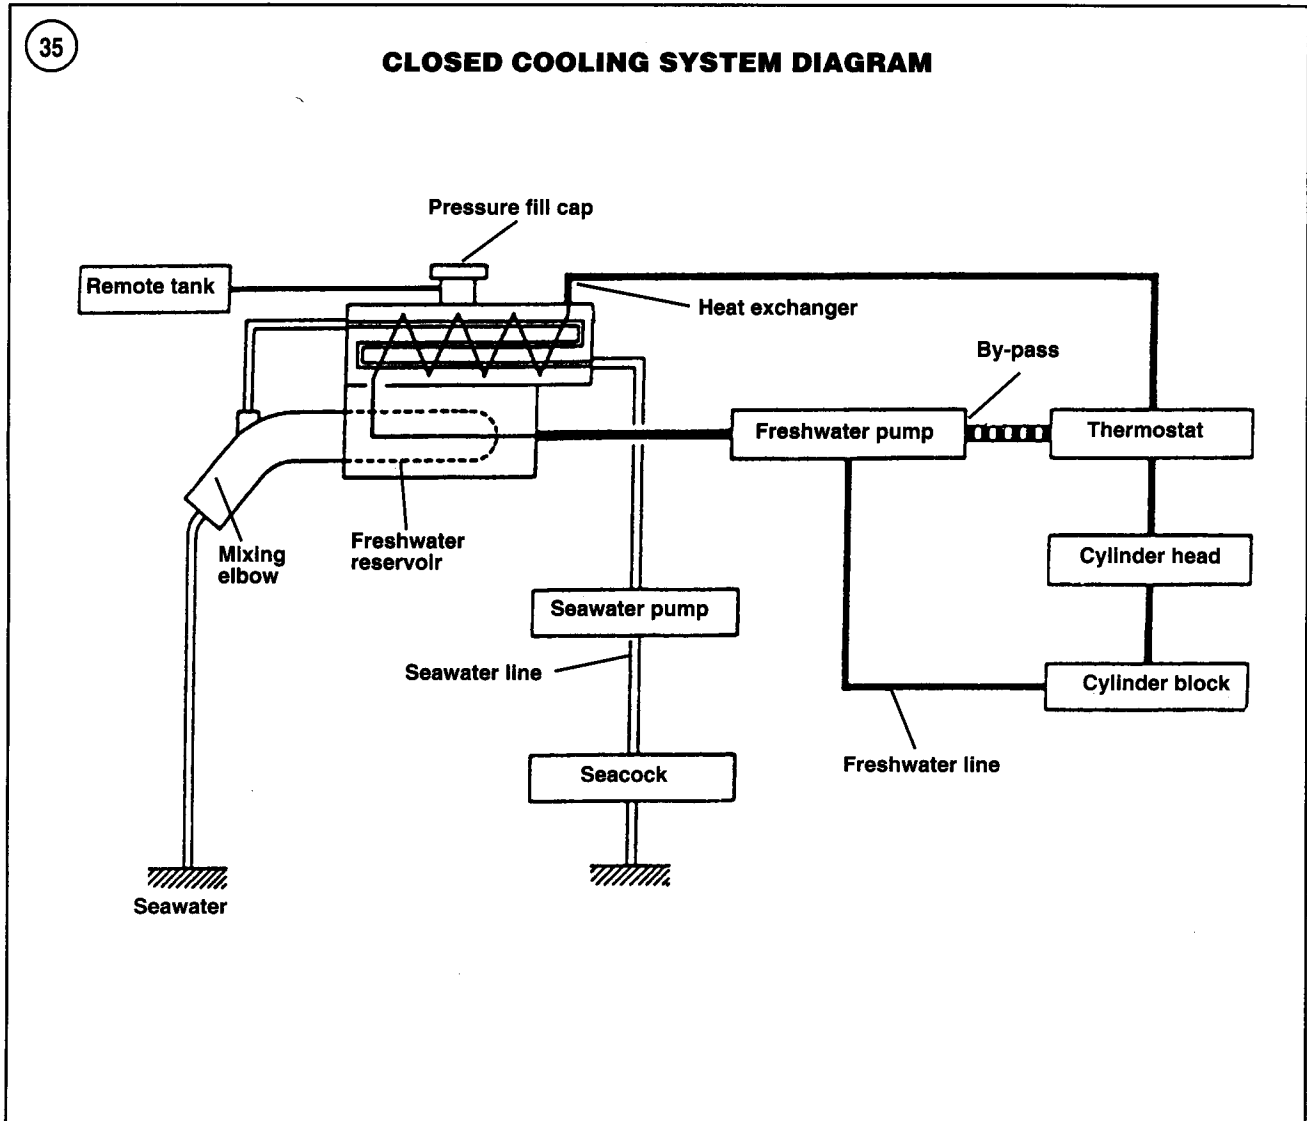 35
CLOSED COOLING SYSTEM DIAGRAM
Pressure fill cap
Remote tank
Heat exchanger
By-pass
Freshwater pump
Thermostat
Freshwater
reservoir
Mixing
elbow
Cylinder head
Seawater pump
Seawater line
Cylinder block
Freshwater line
Seacock
Seawater